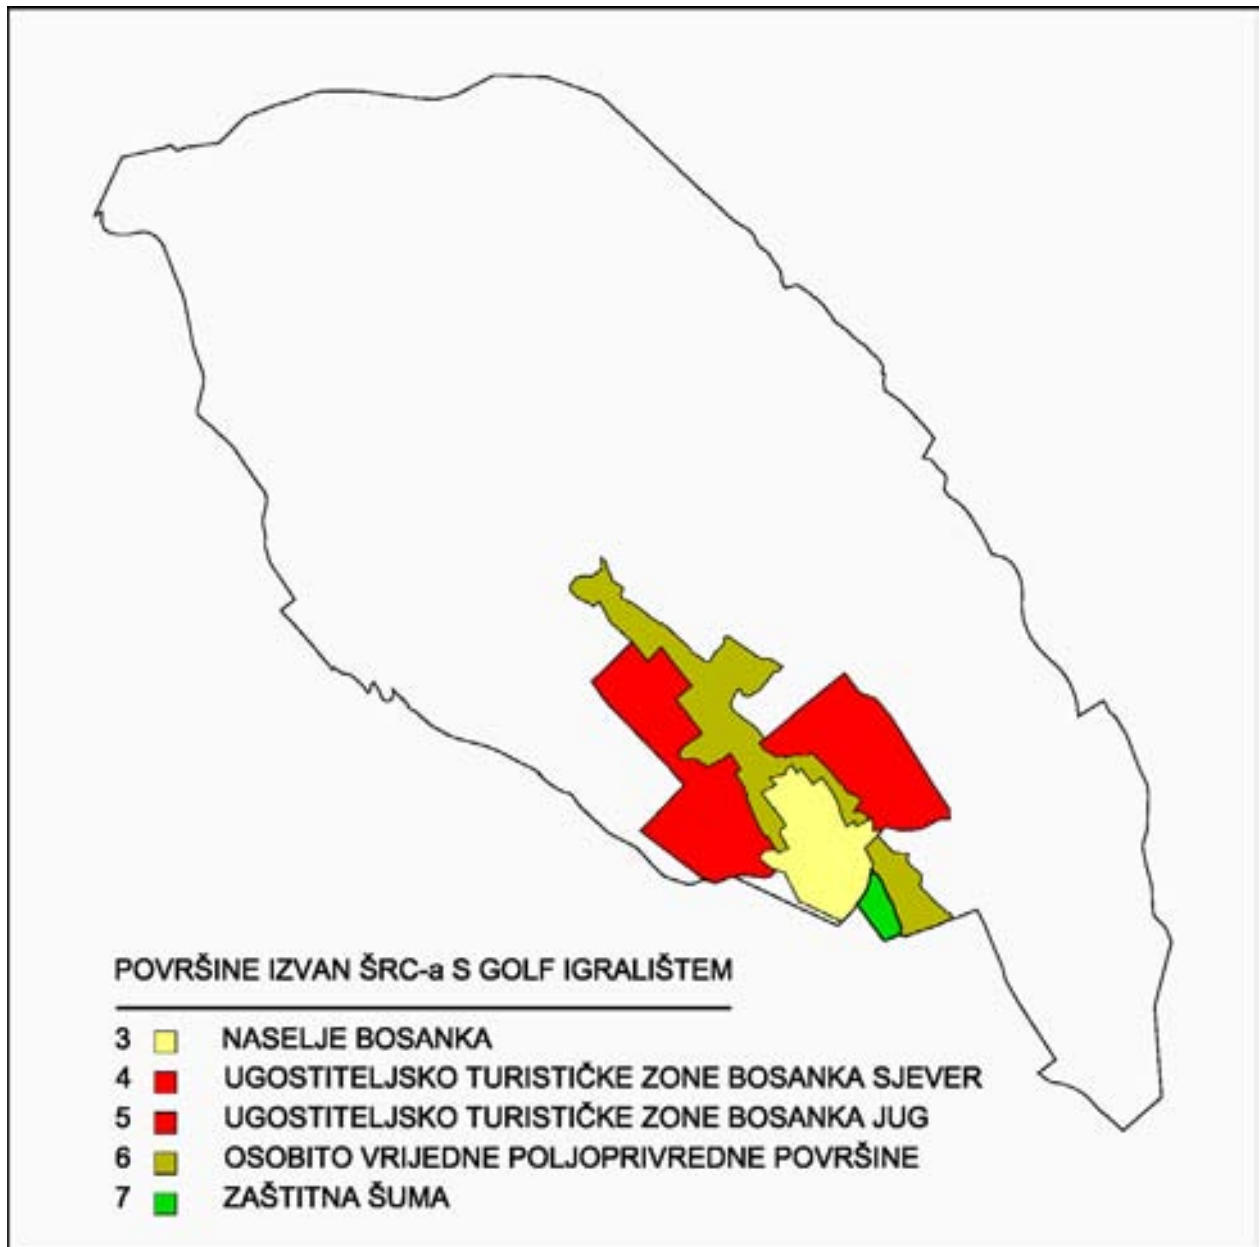 POVRŠINE IZVAN ŠRC-a S GOLF IGRALIŠTEM
3 NASELJE BOSANKA
4 UGOSTITELJSKO TURISTIČKE ZONE BOSANKA SJEVER
5 UGOSTITELJSKO TURISTIČKE ZONE BOSANKA JUG
6 OSOBITO VRIJEDNE POLJOPRIVREDNE POVRŠINE
7 ZAŠTITNA ŠUMA